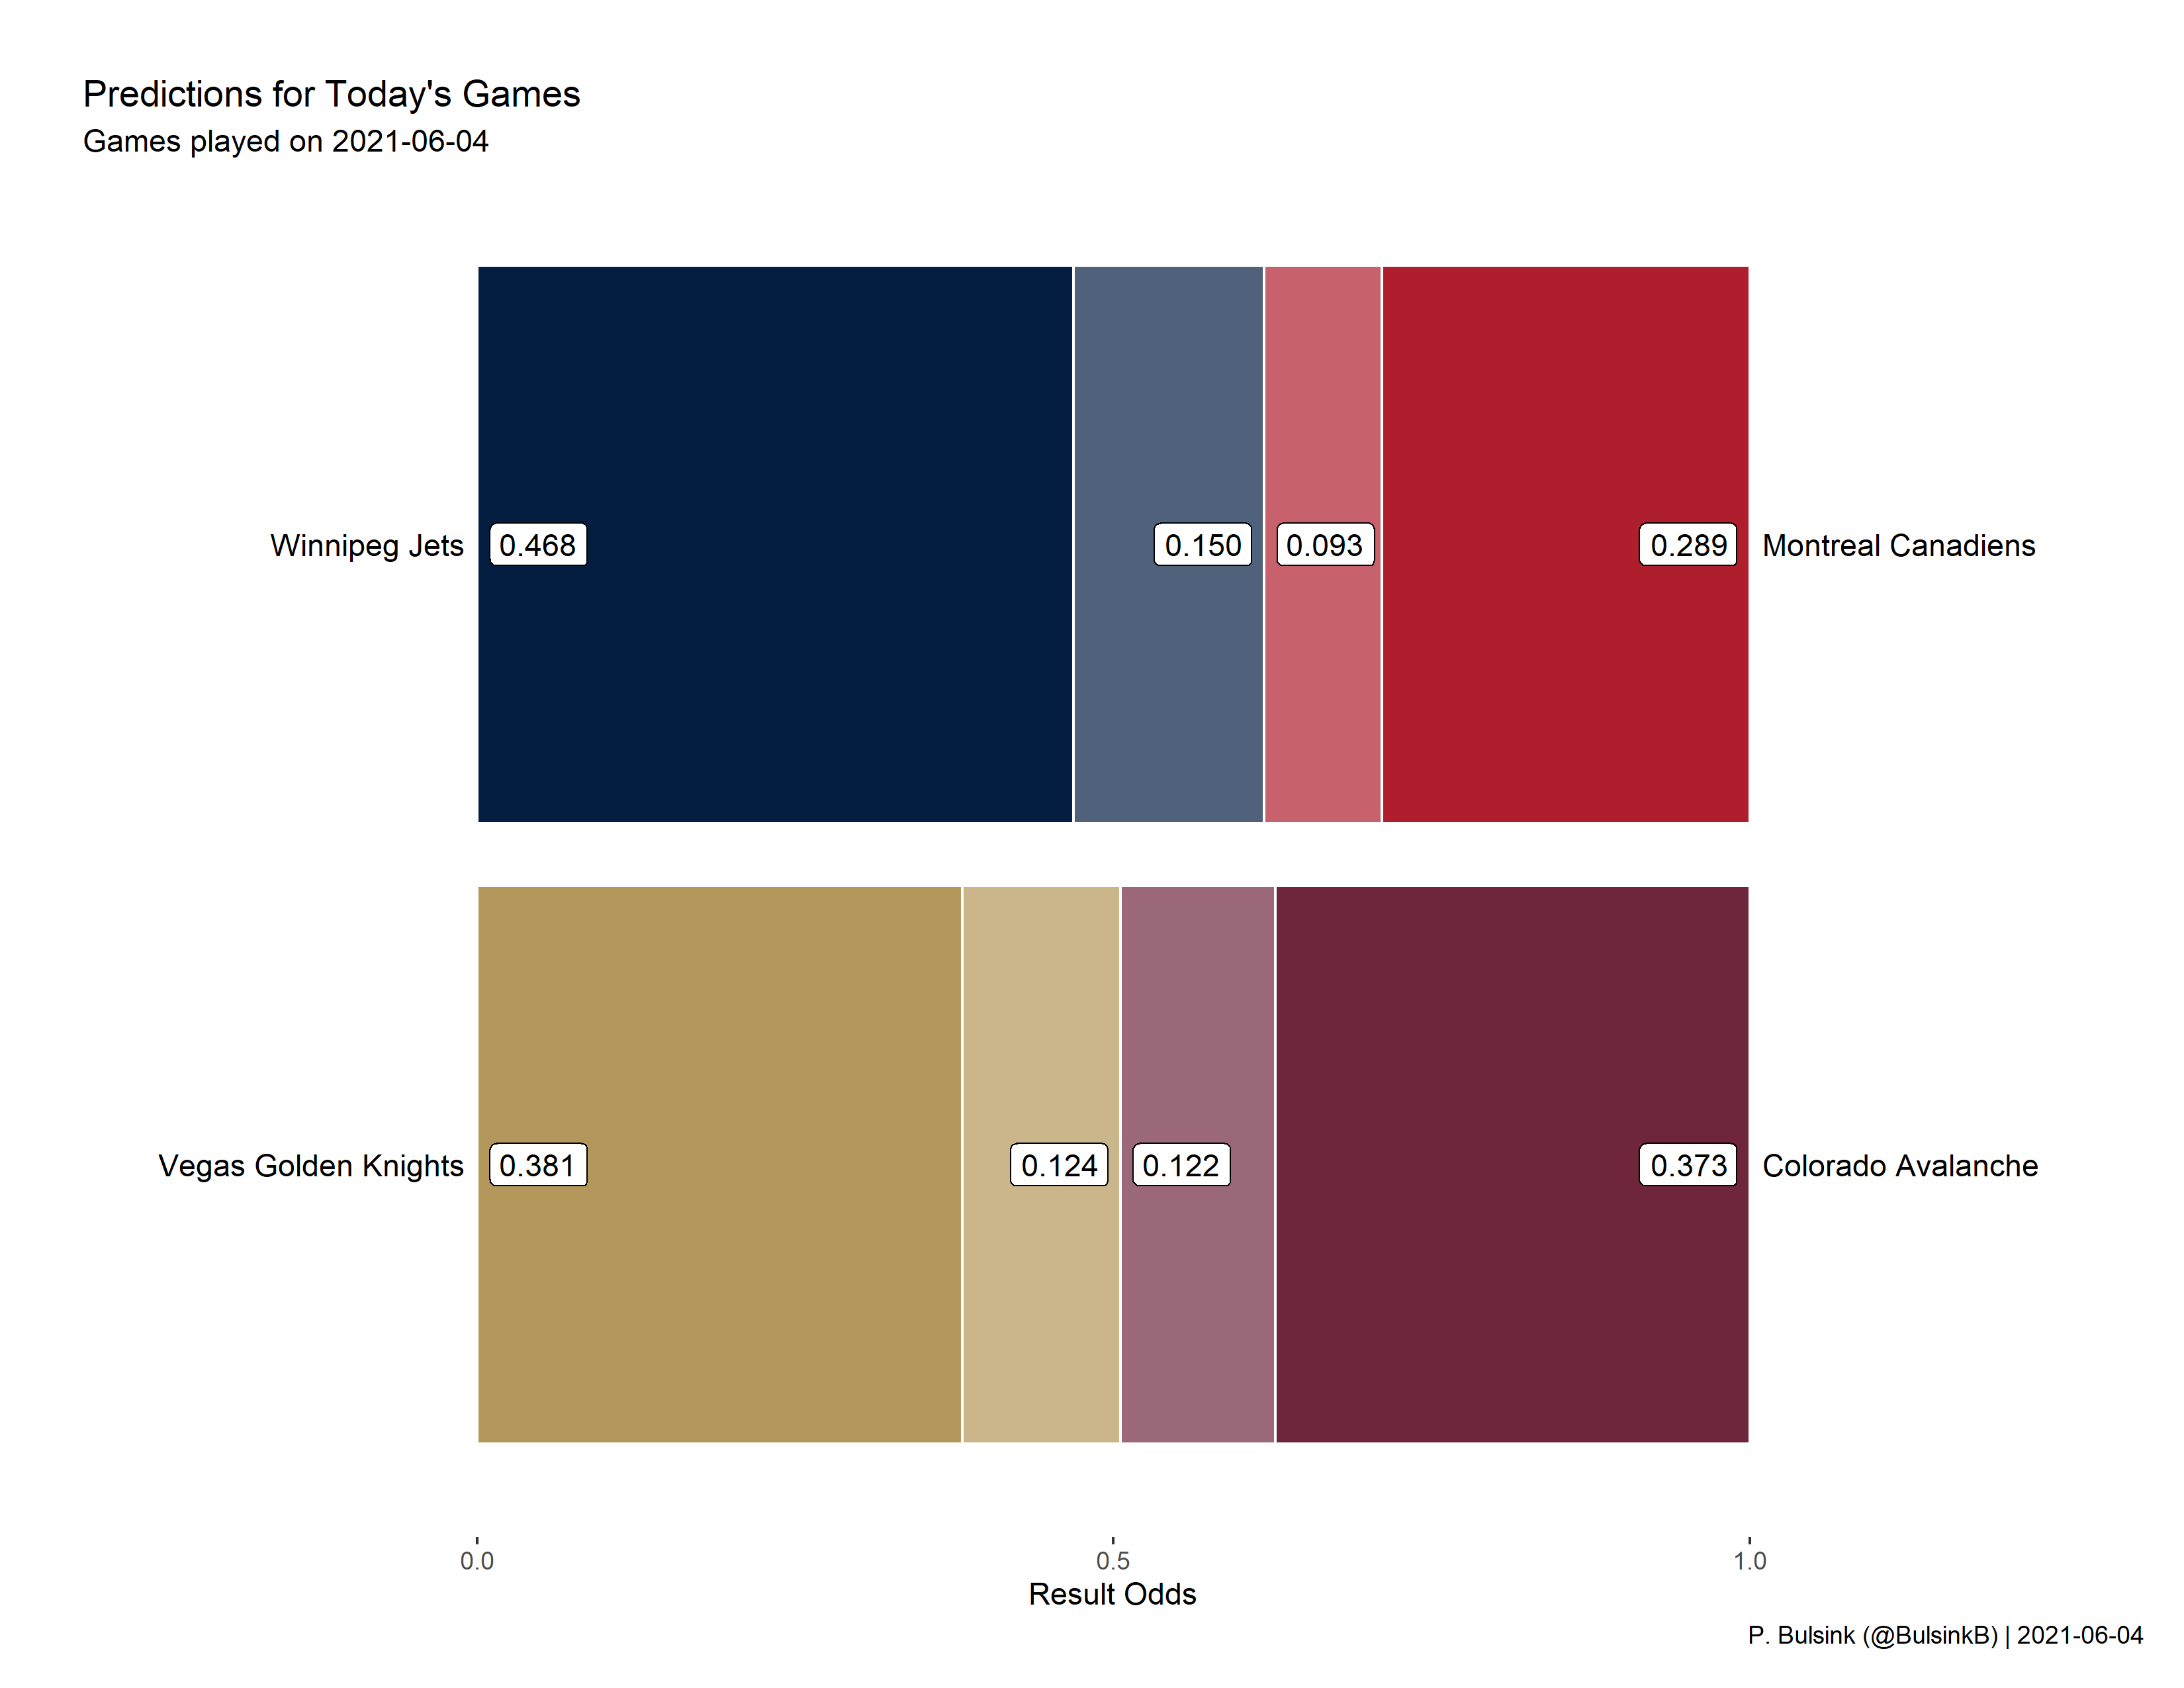 Predictions for Today's Games
Games played on 2021-06-04
Winnipeg Jets 0.468 0.150 0.093 0.289 Montreal Canadiens
Vegas Golden Knights 0.381 0.124 0.122 0.373 Colorado Avalanche
0.0 0.5 1.0
Result Odds
P. Bulsink (@BulsinkB) | 2021-06-04